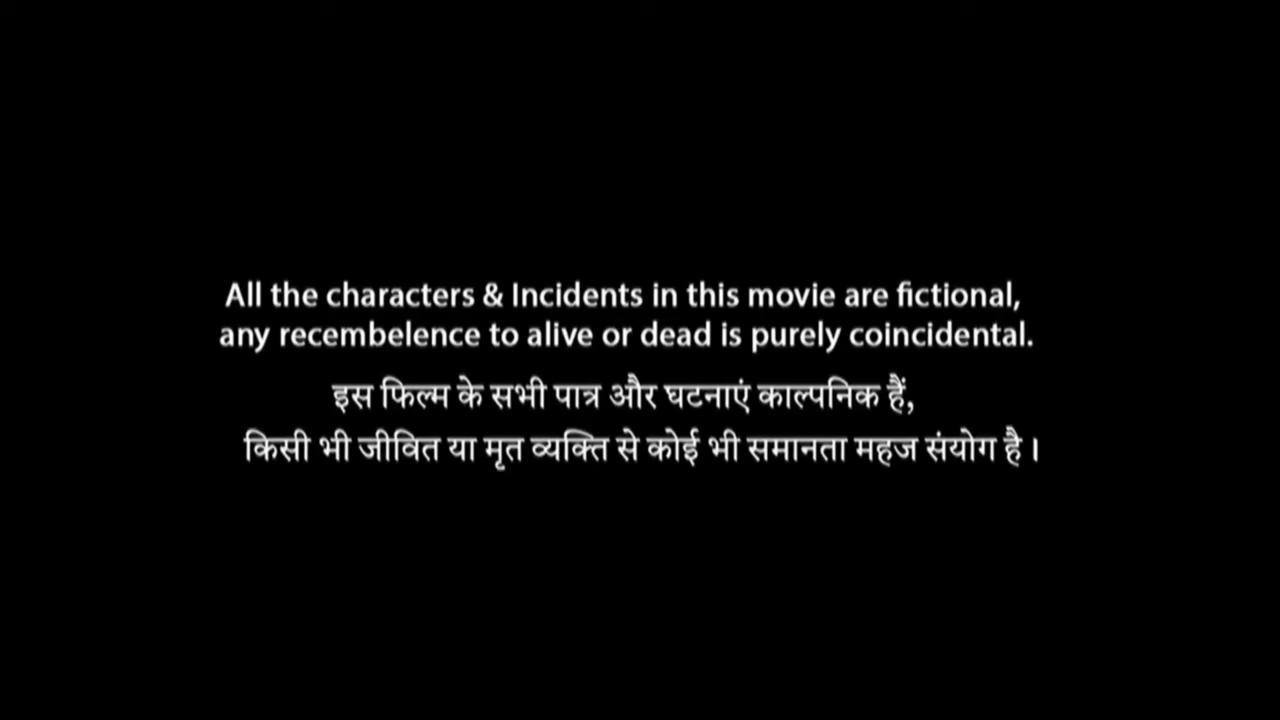 All the characters & Incidents in this movie are fictional,
any recembelence to alive or dead is purely coincidental.
इस फिल्म के सभी पात्र और घटनाएं काल्पनिक हैं,
किसी भी जीवित या मृत व्यक्ति से कोई भी समानता महज संयोग है।